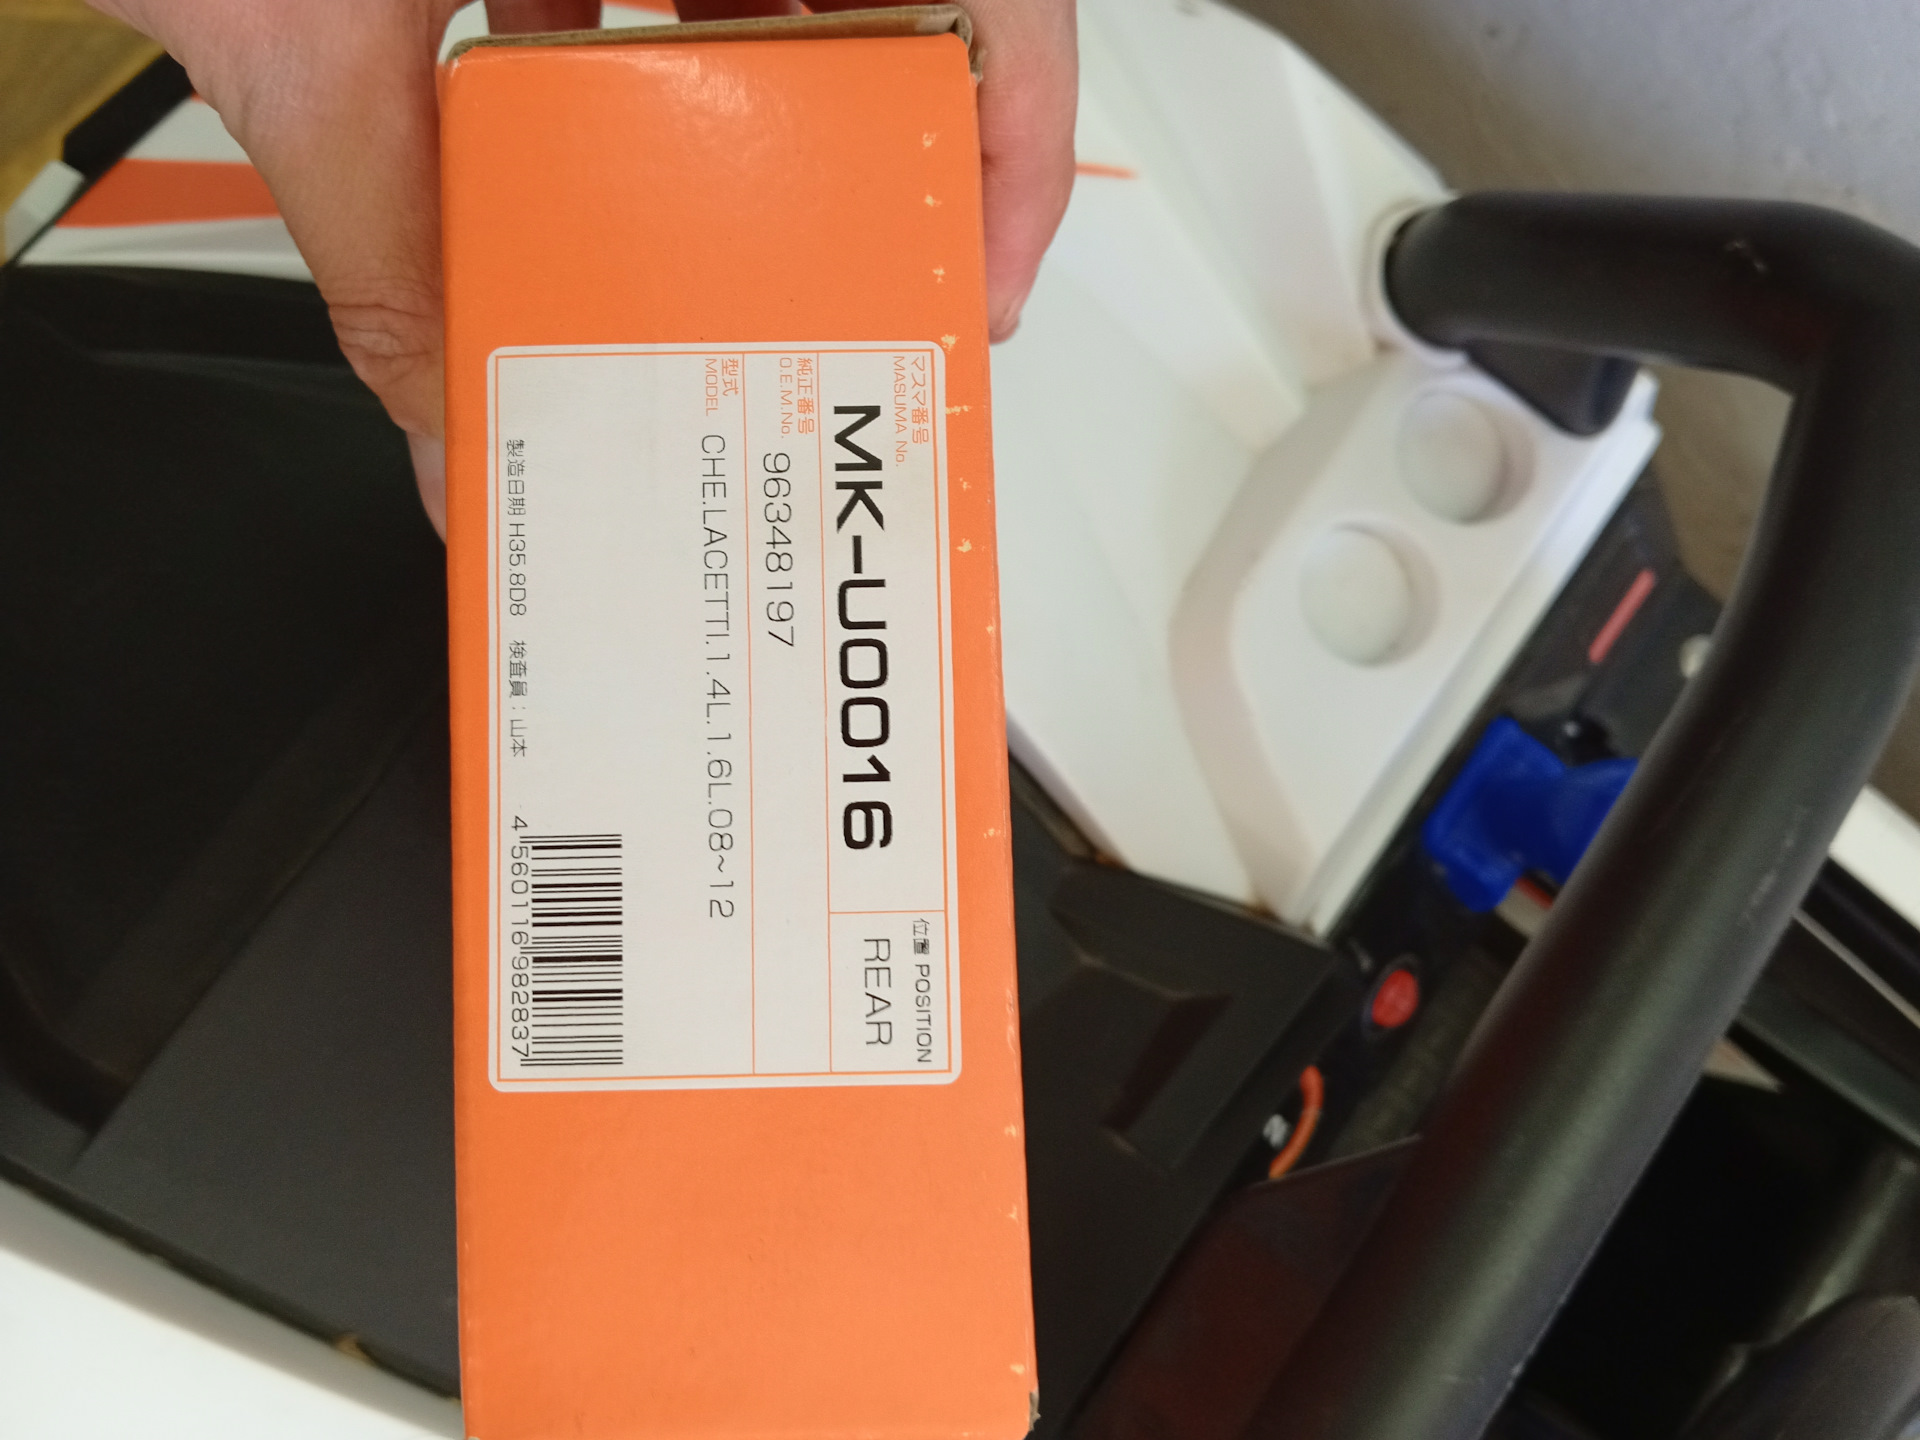 マスマ番号
MASUMA No.
MK-U0016
位置 POSITION
REAR
純正番号
O.E.M.No.
96348197
型式
MODEL
CHE.LACETTI.1.4L.1.6L.08~12
製造日期 H35.8D8 検査員:山本
4 560116 982837
N